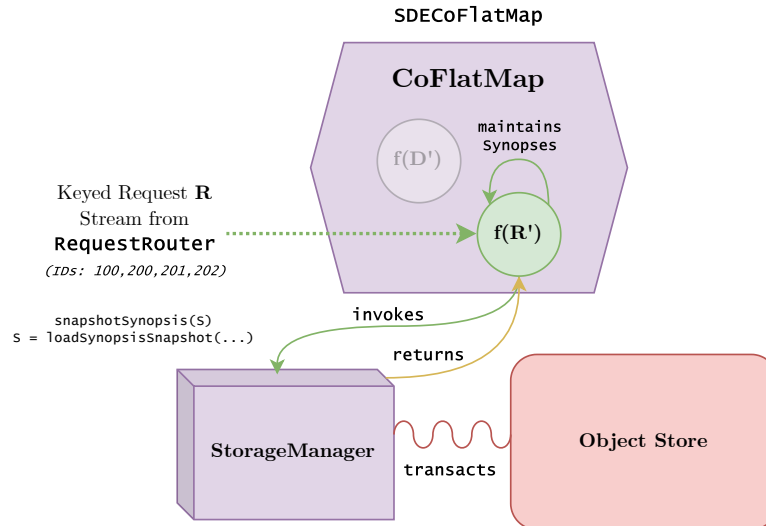 SDECoFlatMap
CoFlatMap
maintains
Synopses
f(D')
Keyed Request R
Stream from
RequestRouter
(IDs: 100,200,201,202)
f(R')
snapshotSynopsis(S)
S = loadSynopsisSnapshot(...)
invokes
returns
StorageManager
transacts
Object Store